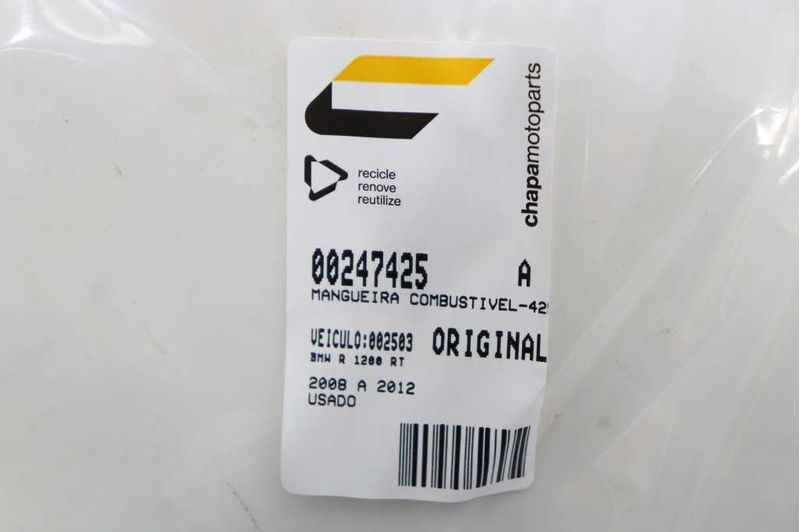 chapamotoparts
recicle
renove
reutilize
00247425 A
MANGUEIRA COMBUSTIVEL-42
VEICULO:002503 ORIGINAL
BMW R 1200 RT
2008 A 2012
USADO